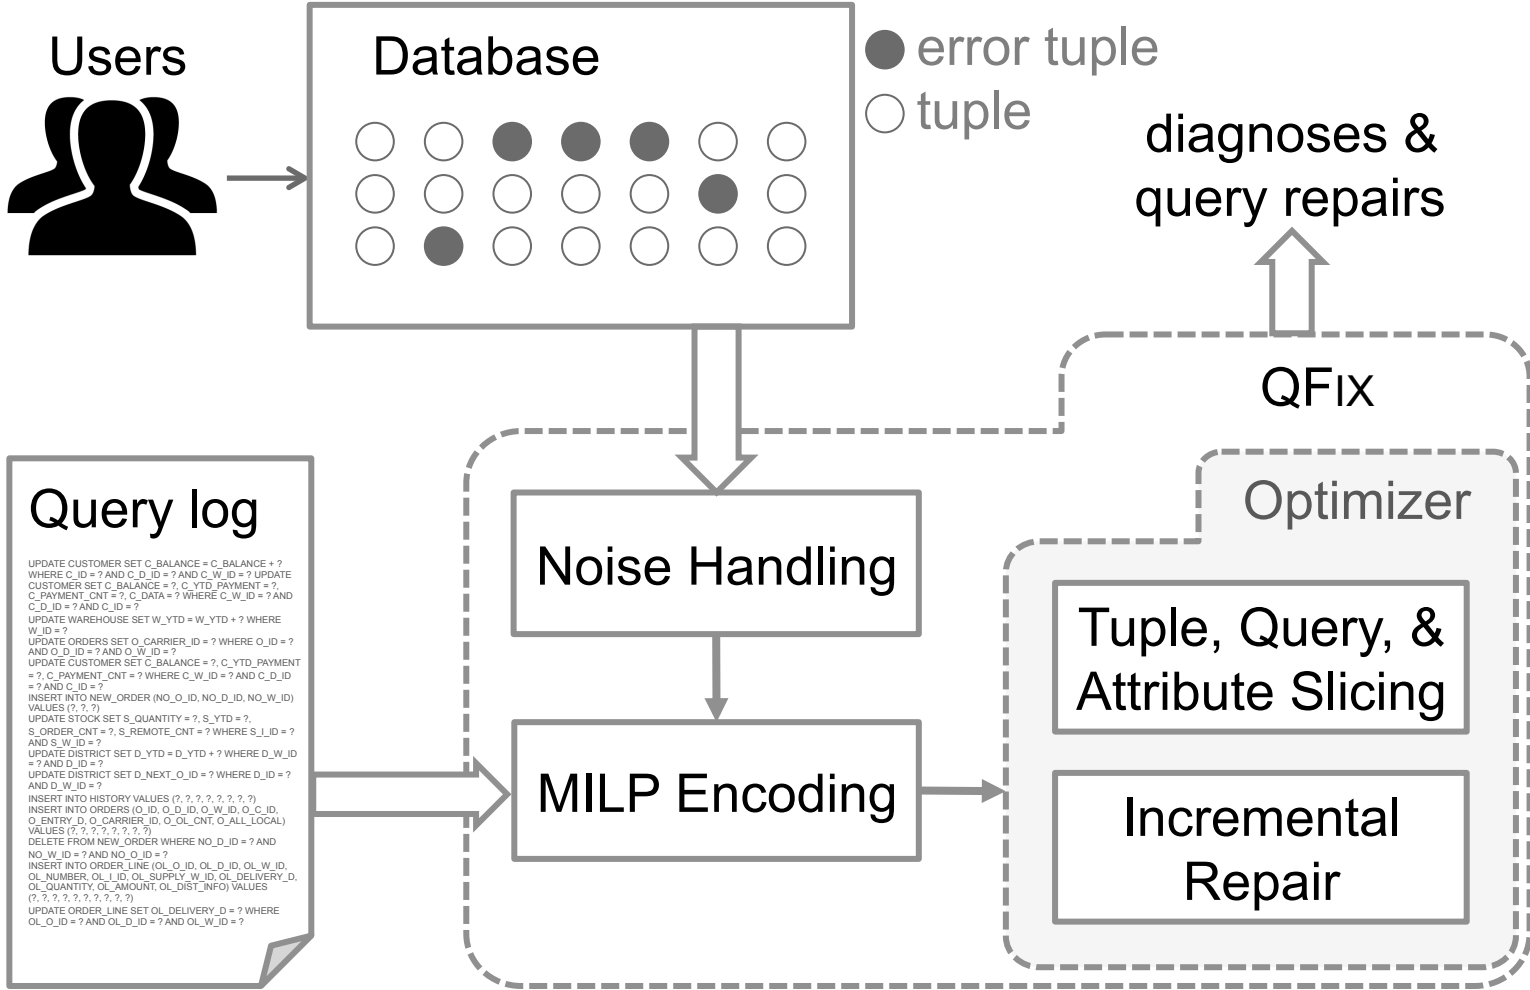 Users
Database
error tuple
tuple
diagnoses &
query repairs
QFIX
Query log
UPDATE CUSTOMER SET C_BALANCE = C_BALANCE + ?
WHERE C_ID = ? AND C_D_ID = ? AND C_W_ID = ? UPDATE
CUSTOMER SET C_BALANCE = ?, C_YTD_PAYMENT = ?,
C_PAYMENT_CNT = ?, C_DATA = ? WHERE C_W_ID = ? AND
C_D_ID = ? AND C_ID = ?
UPDATE WAREHOUSE SET W_YTD = W_YTD + ? WHERE
W_ID = ?
UPDATE ORDERS SET O_CARRIER_ID = ? WHERE O_ID = ?
AND O_D_ID = ? AND O_W_ID = ?
UPDATE CUSTOMER SET C_BALANCE = ?, C_YTD_PAYMENT
= ?, C_PAYMENT_CNT = ? WHERE C_W_ID = ? AND C_D_ID
= ? AND C_ID = ?
INSERT INTO NEW_ORDER (NO_O_ID, NO_D_ID, NO_W_ID)
VALUES (?, ?, ?)
UPDATE STOCK SET S_QUANTITY = ?, S_YTD = ?,
S_ORDER_CNT = ?, S_REMOTE_CNT = ? WHERE S_I_ID = ?
AND S_W_ID = ?
UPDATE DISTRICT SET D_YTD = D_YTD + ? WHERE D_W_ID
= ? AND D_ID = ?
UPDATE DISTRICT SET D_NEXT_O_ID = ? WHERE D_ID = ?
AND D_W_ID = ?
INSERT INTO HISTORY VALUES (?, ?, ?, ?, ?, ?, ?, ?)
INSERT INTO ORDERS (O_ID, O_D_ID, O_W_ID, O_C_ID,
O_ENTRY_D, O_CARRIER_ID, O_OL_CNT, O_ALL_LOCAL)
VALUES (?, ?, ?, ?, ?, ?, ?, ?)
DELETE FROM NEW_ORDER WHERE NO_D_ID = ? AND
NO_W_ID = ? AND NO_O_ID = ?
INSERT INTO ORDER_LINE (OL_O_ID, OL_D_ID, OL_W_ID,
OL_NUMBER, OL_I_ID, OL_SUPPLY_W_ID, OL_DELIVERY_D,
OL_QUANTITY, OL_AMOUNT, OL_DIST_INFO) VALUES
(?, ?, ?, ?, ?, ?, ?, ?, ?, ?)
UPDATE ORDER_LINE SET OL_DELIVERY_D = ? WHERE
OL_O_ID = ? AND OL_D_ID = ? AND OL_W_ID = ?
Noise Handling
MILP Encoding
Optimizer
Tuple, Query, &
Attribute Slicing
Incremental
Repair